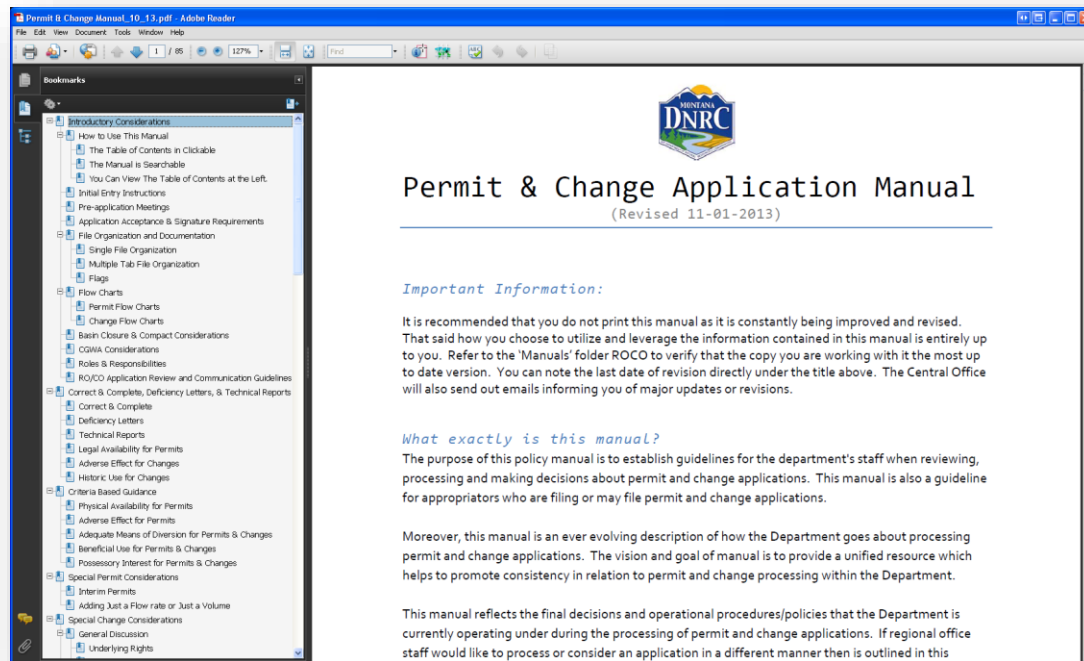 Permit & Change Manual_10_13.pdf - Adobe Reader
File Edit View Document Tools Window Help
1 / 85 127% Find
Bookmarks
Introductory Considerations
How to Use This Manual
The Table of Contents in Clickable
The Manual is Searchable
You Can View The Table of Contents at the Left.
Initial Entry Instructions
Pre-application Meetings
Application Acceptance & Signature Requirements
File Organization and Documentation
Single File Organization
Multiple Tab File Organization
Flags
Flow Charts
Permit Flow Charts
Change Flow Charts
Basin Closure & Compact Considerations
CGWA Considerations
Roles & Responsibilities
RO/CO Application Review and Communication Guidelines
Correct & Complete, Deficiency Letters, & Technical Reports
Correct & Complete
Deficiency Letters
Technical Reports
Legal Availability for Permits
Adverse Effect for Changes
Historic Use for Changes
Criteria Based Guidance
Physical Availability for Permits
Adverse Effect for Permits
Adequate Means of Diversion for Permits & Changes
Beneficial Use for Permits & Changes
Possessory Interest for Permits & Changes
Special Permit Considerations
Interim Permits
Adding Just a Flow rate or Just a Volume
Special Change Considerations
General Discussion
Underlying Rights
MONTANA
DNRC
Permit & Change Application Manual
(Revised 11-01-2013)
Important Information:
It is recommended that you do not print this manual as it is constantly being improved and revised.
That said how you choose to utilize and leverage the information contained in this manual is entirely up
to you. Refer to the 'Manuals' folder ROCO to verify that the copy you are working with it the most up
to date version. You can note the last date of revision directly under the title above. The Central Office
will also send out emails informing you of major updates or revisions.
What exactly is this manual?
The purpose of this policy manual is to establish guidelines for the department's staff when reviewing,
processing and making decisions about permit and change applications. This manual is also a guideline
for appropriators who are filing or may file permit and change applications.
Moreover, this manual is an ever evolving description of how the Department goes about processing
permit and change applications. The vision and goal of manual is to provide a unified resource which
helps to promote consistency in relation to permit and change processing within the Department.
This manual reflects the final decisions and operational procedures/policies that the Department is
currently operating under during the processing of permit and change applications. If regional office
staff would like to process or consider an application in a different manner then is outlined in this